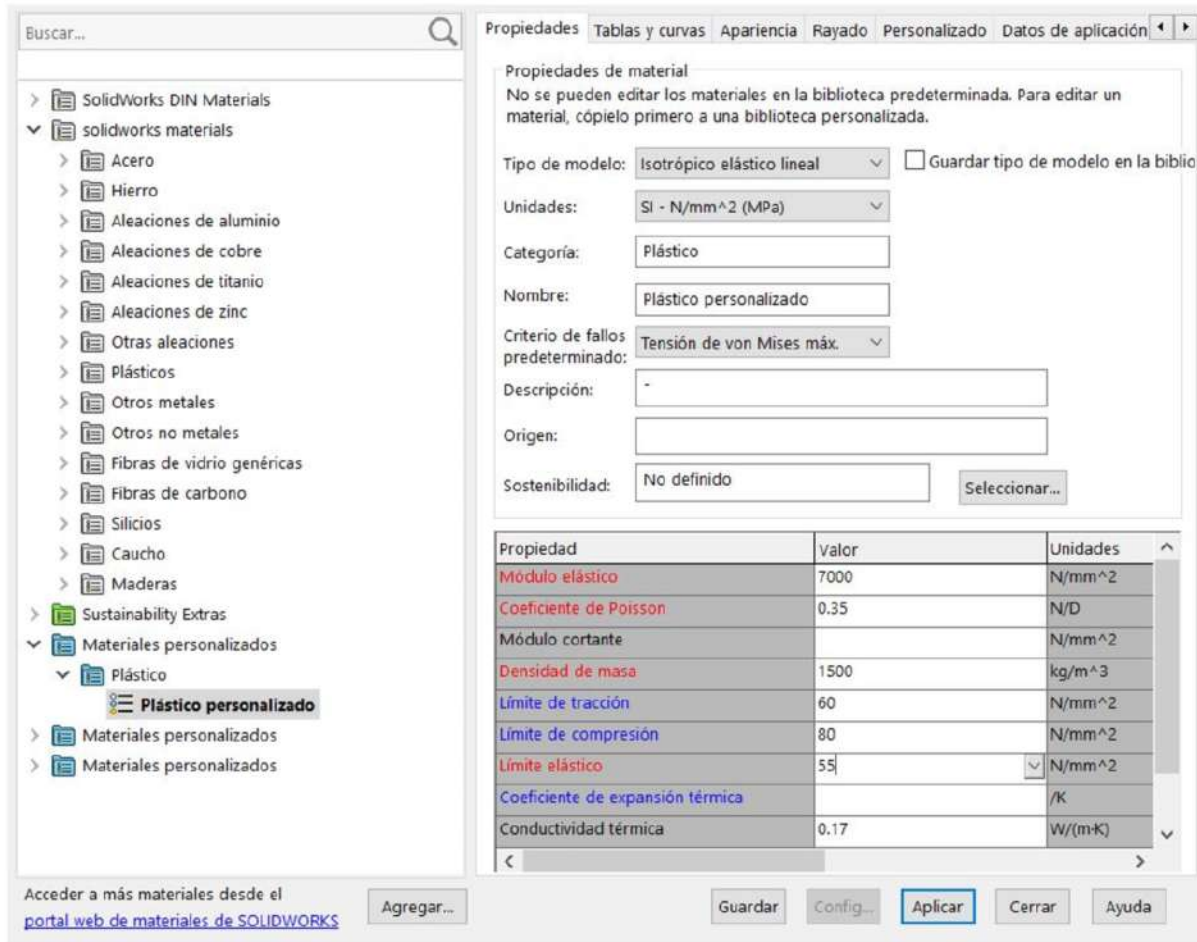 Buscar...
SolidWorks DIN Materials
solidworks materials
Acero
Hierro
Aleaciones de aluminio
Aleaciones de cobre
Aleaciones de titanio
Aleaciones de zinc
Otras aleaciones
Plásticos
Otros metales
Otros no metales
Fibras de vidrio genéricas
Fibras de carbono
Silicios
Caucho
Maderas
Sustainability Extras
Materiales personalizados
Plástico
Plástico personalizado
Materiales personalizados
Materiales personalizados
Acceder a más materiales desde el
portal web de materiales de SOLIDWORKS
Agregar...
Propiedades Tablas y curvas Apariencia Rayado Personalizado Datos de aplicación
Propiedades de material
No se pueden editar los materiales en la biblioteca predeterminada. Para editar un
material, cópielo primero a una biblioteca personalizada.
Tipo de modelo: Isotrópico elástico lineal Guardar tipo de modelo en la biblio
Unidades: SI - N/mm^2 (MPa)
Categoría: Plástico
Nombre: Plástico personalizado
Criterio de fallos
predeterminado: Tensión de von Mises máx.
Descripción: -
Origen:
Sostenibilidad: No definido Seleccionar...
Propiedad Valor Unidades
Módulo elástico 7000 N/mm^2
Coeficiente de Poisson 0.35 N/D
Módulo cortante N/mm^2
Densidad de masa 1500 kg/m^3
Límite de tracción 60 N/mm^2
Límite de compresión 80 N/mm^2
Límite elástico 55 N/mm^2
Coeficiente de expansión térmica /K
Conductividad térmica 0.17 W/(m·K)
Guardar Config... Aplicar Cerrar Ayuda